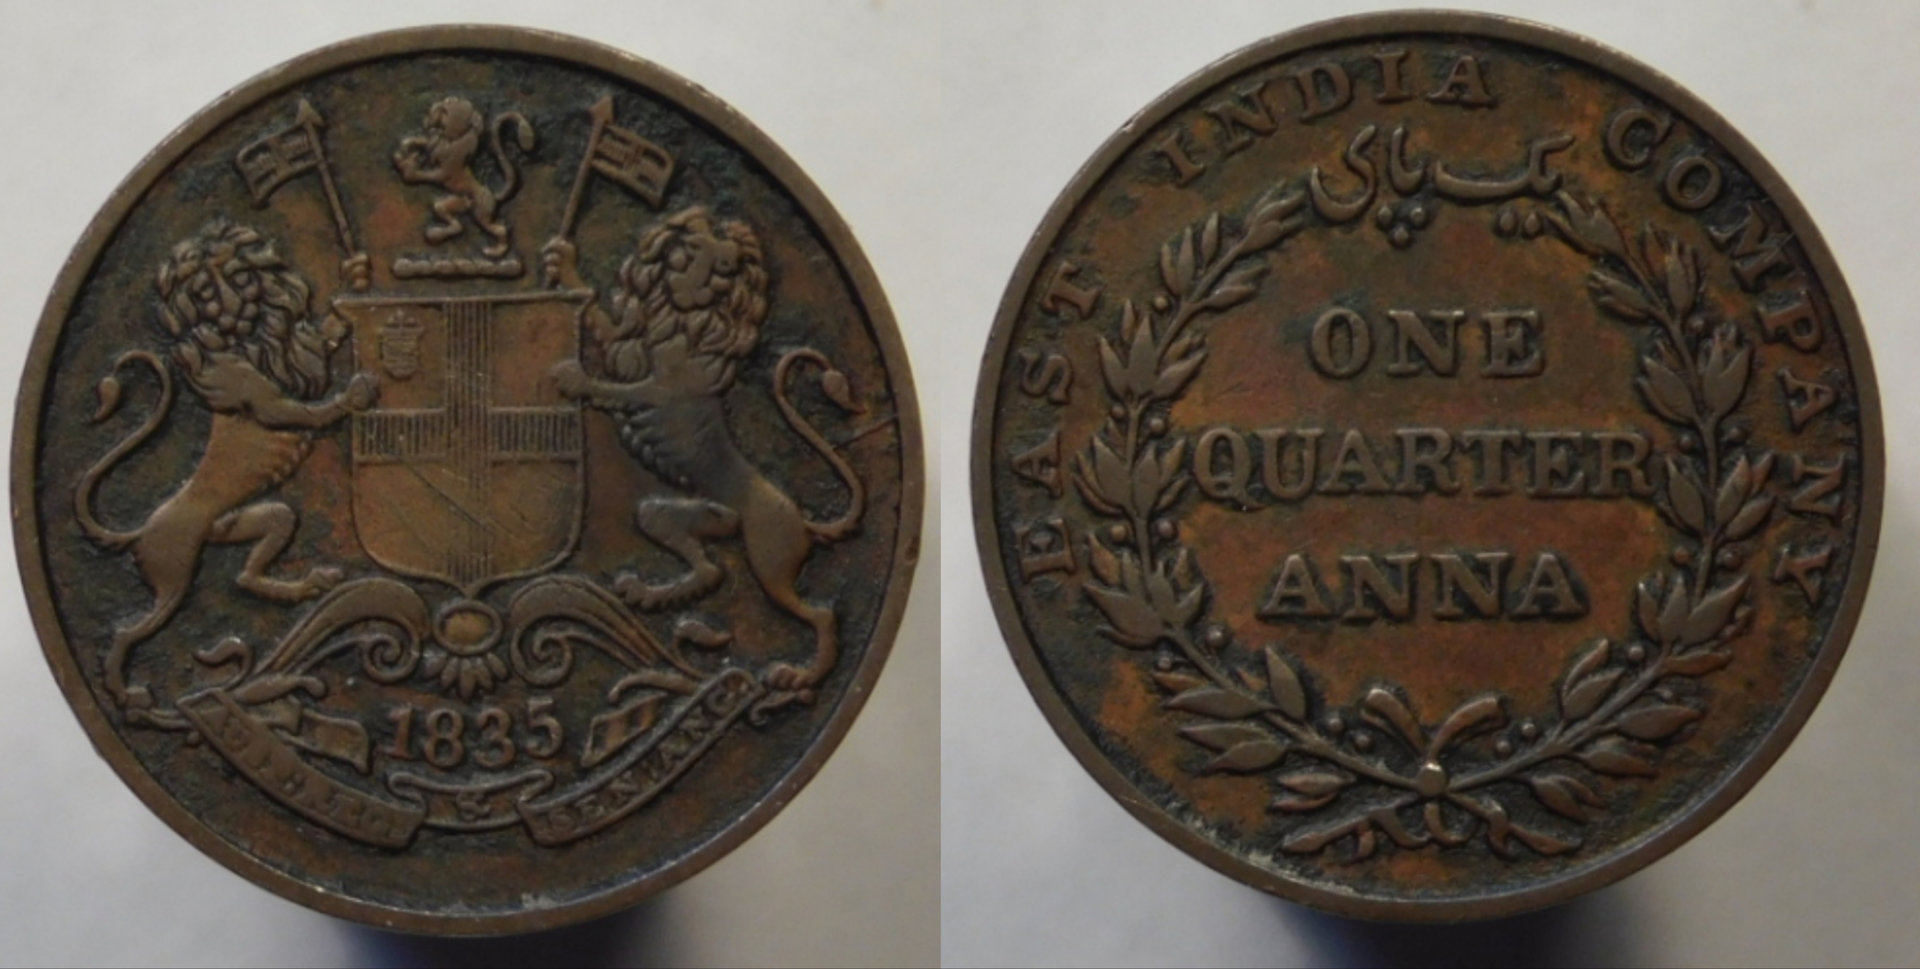 1835
&
EAST INDIA COMPANY
یک پای
ONE
QUARTER
ANNA